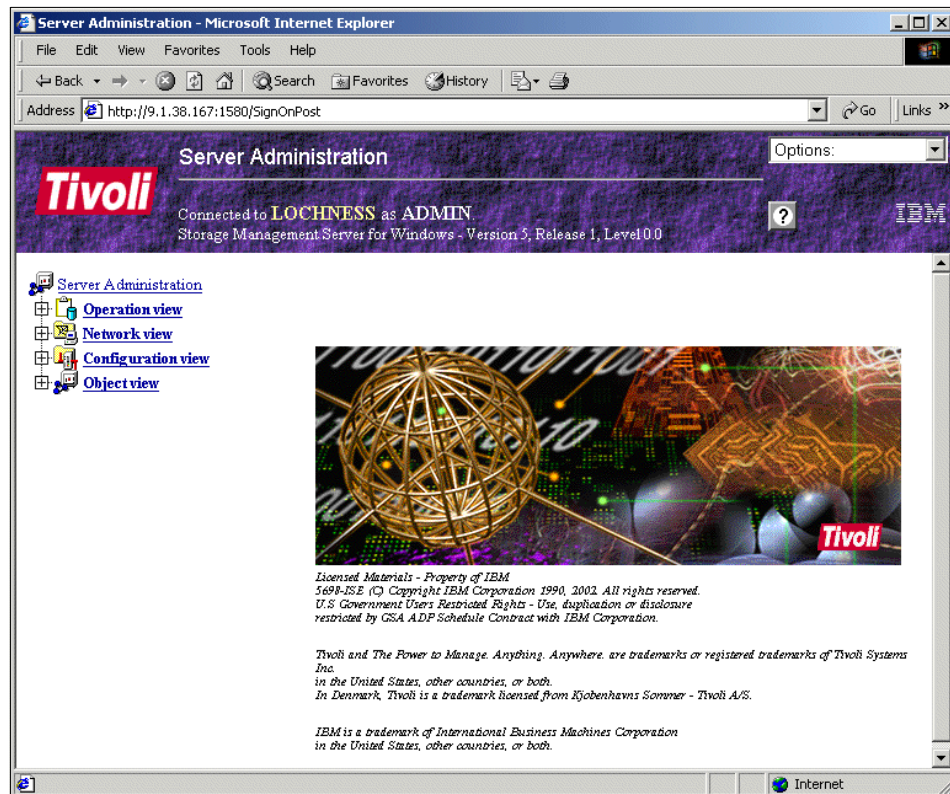 Server Administration - Microsoft Internet Explorer
File Edit View Favorites Tools Help
Back Search Favorites History
Address http://9.1.38.167:1580/SignOnPost Go Links »
Tivoli
Server Administration
Options:
Connected to LOCHNESS as ADMIN.
Storage Management Server for Windows - Version 5, Release 1, Level 0.0
?
IBM
Server Administration
Operation view
Network view
Configuration view
Object view
Tivoli
Licensed Materials - Property of IBM
5698-ISE (C) Copyright IBM Corporation 1990, 2002. All rights reserved.
U.S Government Users Restricted Rights - Use, duplication or disclosure
restricted by GSA ADP Schedule Contract with IBM Corporation.
Tivoli and The Power to Manage. Anything. Anywhere. are trademarks or registered trademarks of Tivoli Systems
Inc.
in the United States, other countries, or both.
In Denmark, Tivoli is a trademark licensed from Kjobenhavns Sommer - Tivoli A/S.
IBM is a trademark of International Business Machines Corporation
in the United States, other countries, or both.
Internet